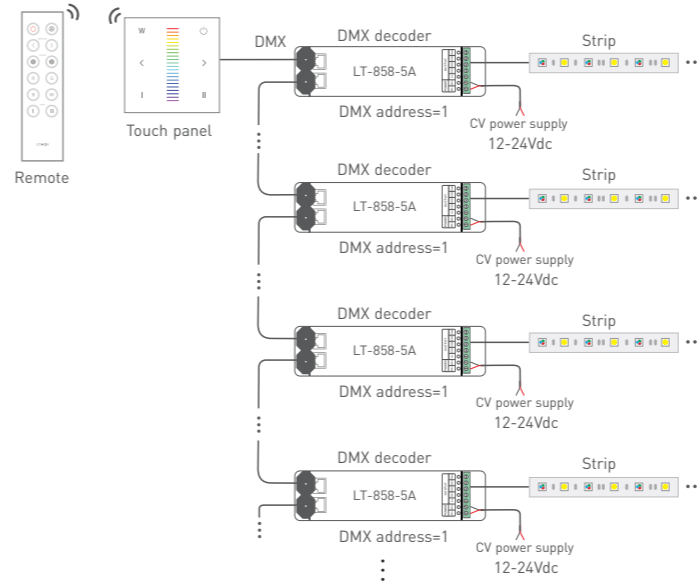 Remote
W
Touch panel
DMX
DMX decoder
LT-858-5A
DMX address=1
Strip
CV power supply
12-24Vdc
DMX decoder
LT-858-5A
DMX address=1
Strip
CV power supply
12-24Vdc
DMX decoder
LT-858-5A
DMX address=1
Strip
CV power supply
12-24Vdc
DMX decoder
LT-858-5A
DMX address=1
Strip
CV power supply
12-24Vdc